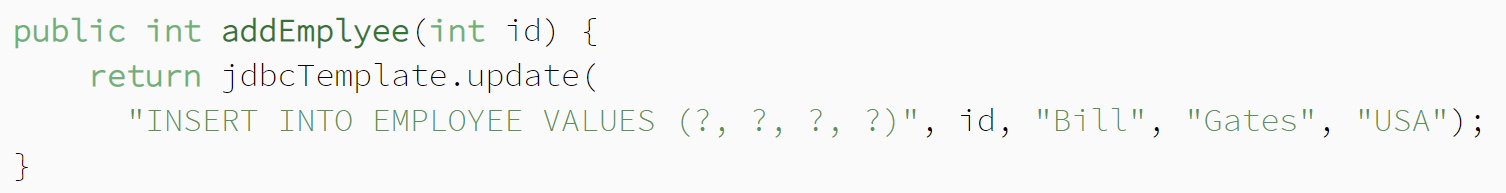 public int addEmplyee(int id) {
    return jdbcTemplate.update(
      "INSERT INTO EMPLOYEE VALUES (?, ?, ?, ?)", id, "Bill", "Gates", "USA");
}